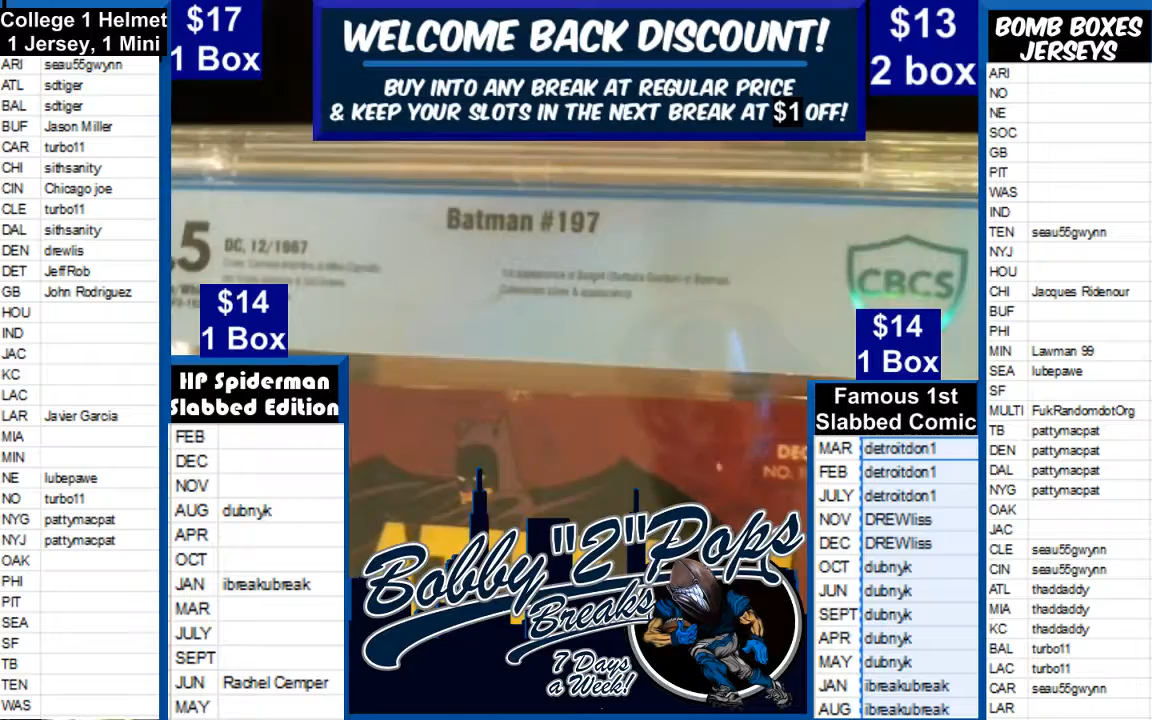 College 1 Helmet
1 Jersey, 1 Mini
ARI seau55gwynn
ATL sdtiger
BAL sdtiger
BUF Jason Miller
CAR turbo11
CHI sithsanity
CIN Chicago joe
CLE turbo11
DAL sithsanity
DEN drewlis
DET JeffRob
GB John Rodriguez
HOU
IND
JAC
KC
LAC
LAR Javier Garcia
MIA
MIN
NE lubepawe
NO turbo11
NYG pattymacpat
NYJ pattymacpat
OAK
PHI
PIT
SEA
SF
TB
TEN
WAS
$17
1 Box
WELCOME BACK DISCOUNT!
BUY INTO ANY BREAK AT REGULAR PRICE
& KEEP YOUR SLOTS IN THE NEXT BREAK AT $1 OFF!
$13
2 box
.5
DC, 12/1967
Batman #197
CBCS
$14
1 Box
HP Spiderman
Slabbed Edition
FEB
DEC
NOV
AUG dubnyk
APR
OCT
JAN ibreakubreak
MAR
JULY
SEPT
JUN Rachel Cemper
MAY
DEC
NO. 1
Bobby "2" Pops
Breaks
7 Days
a Week!
$14
1 Box
Famous 1st
Slabbed Comic
MAR detroitdon1
FEB detroitdon1
JULY detroitdon1
NOV DREWliss
DEC DREWliss
OCT dubnyk
JUN dubnyk
SEPT dubnyk
APR dubnyk
MAY dubnyk
JAN ibreakubreak
AUG ibreakubreak
BOMB BOXES
JERSEYS
ARI
NO
NE
SOC
GB
PIT
WAS
IND
TEN seau55gwynn
NYJ
HOU
CHI Jacques Ridenour
BUF
PHI
MIN Lawman 99
SEA lubepawe
SF
MULTI FukRandomdotOrg
TB pattymacpat
DEN pattymacpat
DAL pattymacpat
NYG pattymacpat
OAK
JAC
CLE seau55gwynn
CIN seau55gwynn
ATL thaddaddy
MIA thaddaddy
KC thaddaddy
BAL turbo11
LAC turbo11
CAR seau55gwynn
LAR